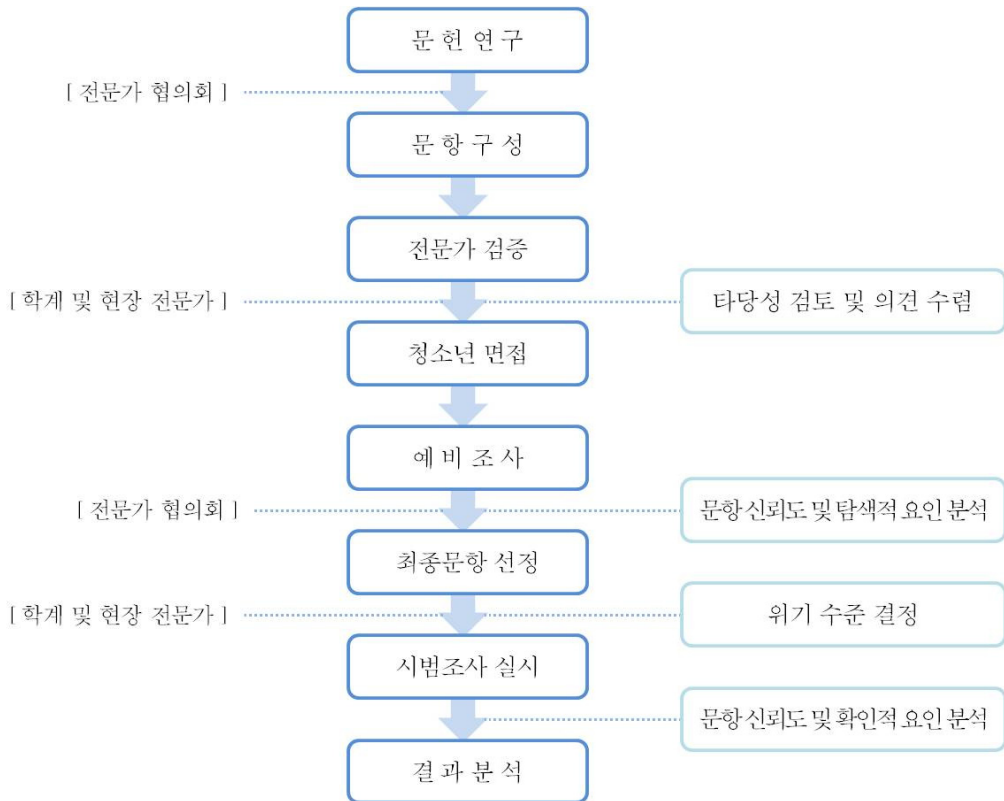 문 헌 연 구
[ 전문가 협의회 ]
문 항 구 성
전문가 검증
[ 학계 및 현장 전문가 ]
타당성 검토 및 의견 수렴
청소년 면접
예 비 조 사
[ 전문가 협의회 ]
문항 신뢰도 및 탐색적 요인 분석
최종문항 선정
[ 학계 및 현장 전문가 ]
위기 수준 결정
시범조사 실시
문항 신뢰도 및 확인적 요인 분석
결 과 분 석